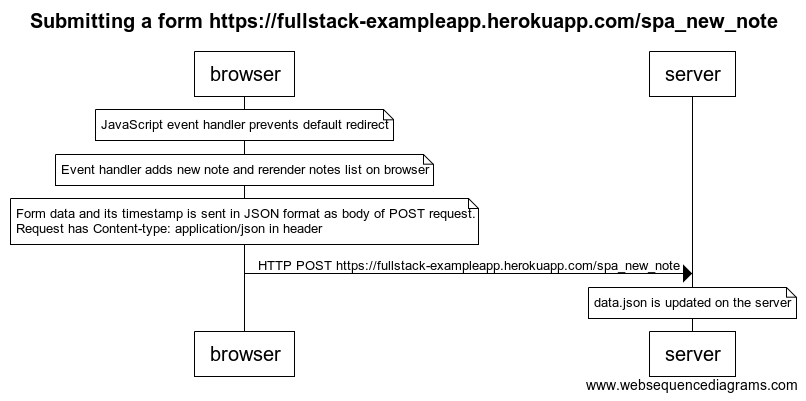 Submitting a form https://fullstack-exampleapp.herokuapp.com/spa_new_note
browser
server
JavaScript event handler prevents default redirect
Event handler adds new note and rerender notes list on browser
Form data and its timestamp is sent in JSON format as body of POST request.
Request has Content-type: application/json in header
HTTP POST https://fullstack-exampleapp.herokuapp.com/spa_new_note
data.json is updated on the server
browser
server
www.websequencediagrams.com